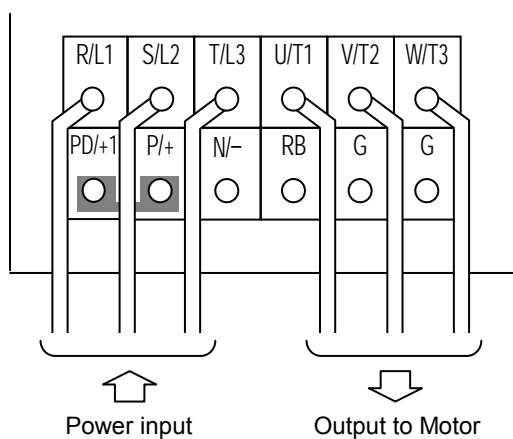 R/L1 S/L2 T/L3 U/T1 V/T2 W/T3
PD/+1 P/+ N/– RB G G
Power input Output to Motor